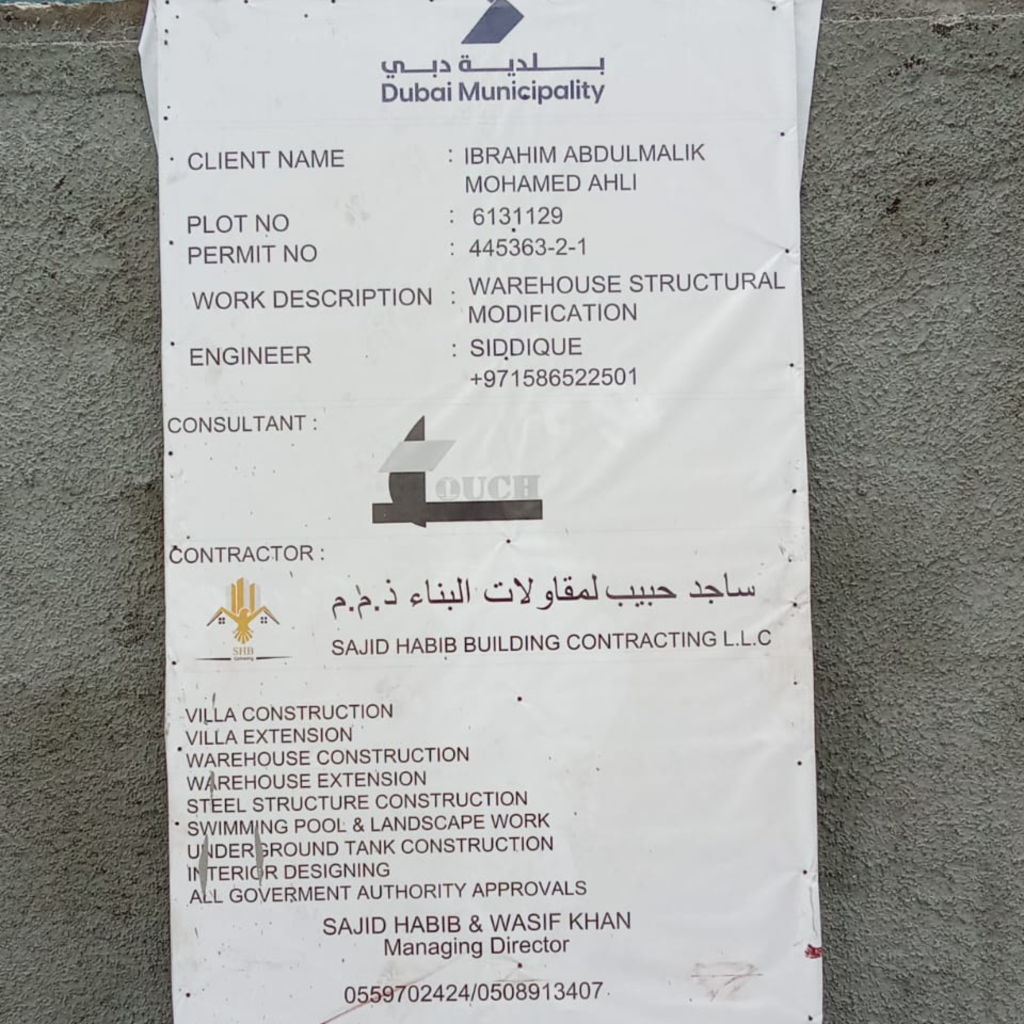 بلدية دبي
Dubai Municipality
CLIENT NAME : IBRAHIM ABDULMALIK
MOHAMED AHLI
PLOT NO : 6131129
PERMIT NO : 445363-2-1
WORK DESCRIPTION : WAREHOUSE STRUCTURAL
MODIFICATION
ENGINEER : SIDDIQUE
+971586522501
CONSULTANT :
OUCH
CONTRACTOR :
ساجد حبيب لمقاولات البناء ذ.م.م
SHB
SAJID HABIB BUILDING CONTRACTING L.L.C
VILLA CONSTRUCTION
VILLA EXTENSION
WAREHOUSE CONSTRUCTION
WAREHOUSE EXTENSION
STEEL STRUCTURE CONSTRUCTION
SWIMMING POOL & LANDSCAPE WORK
UNDERGROUND TANK CONSTRUCTION
INTERIOR DESIGNING
ALL GOVERMENT AUTHORITY APPROVALS
SAJID HABIB & WASIF KHAN
Managing Director
0559702424/0508913407